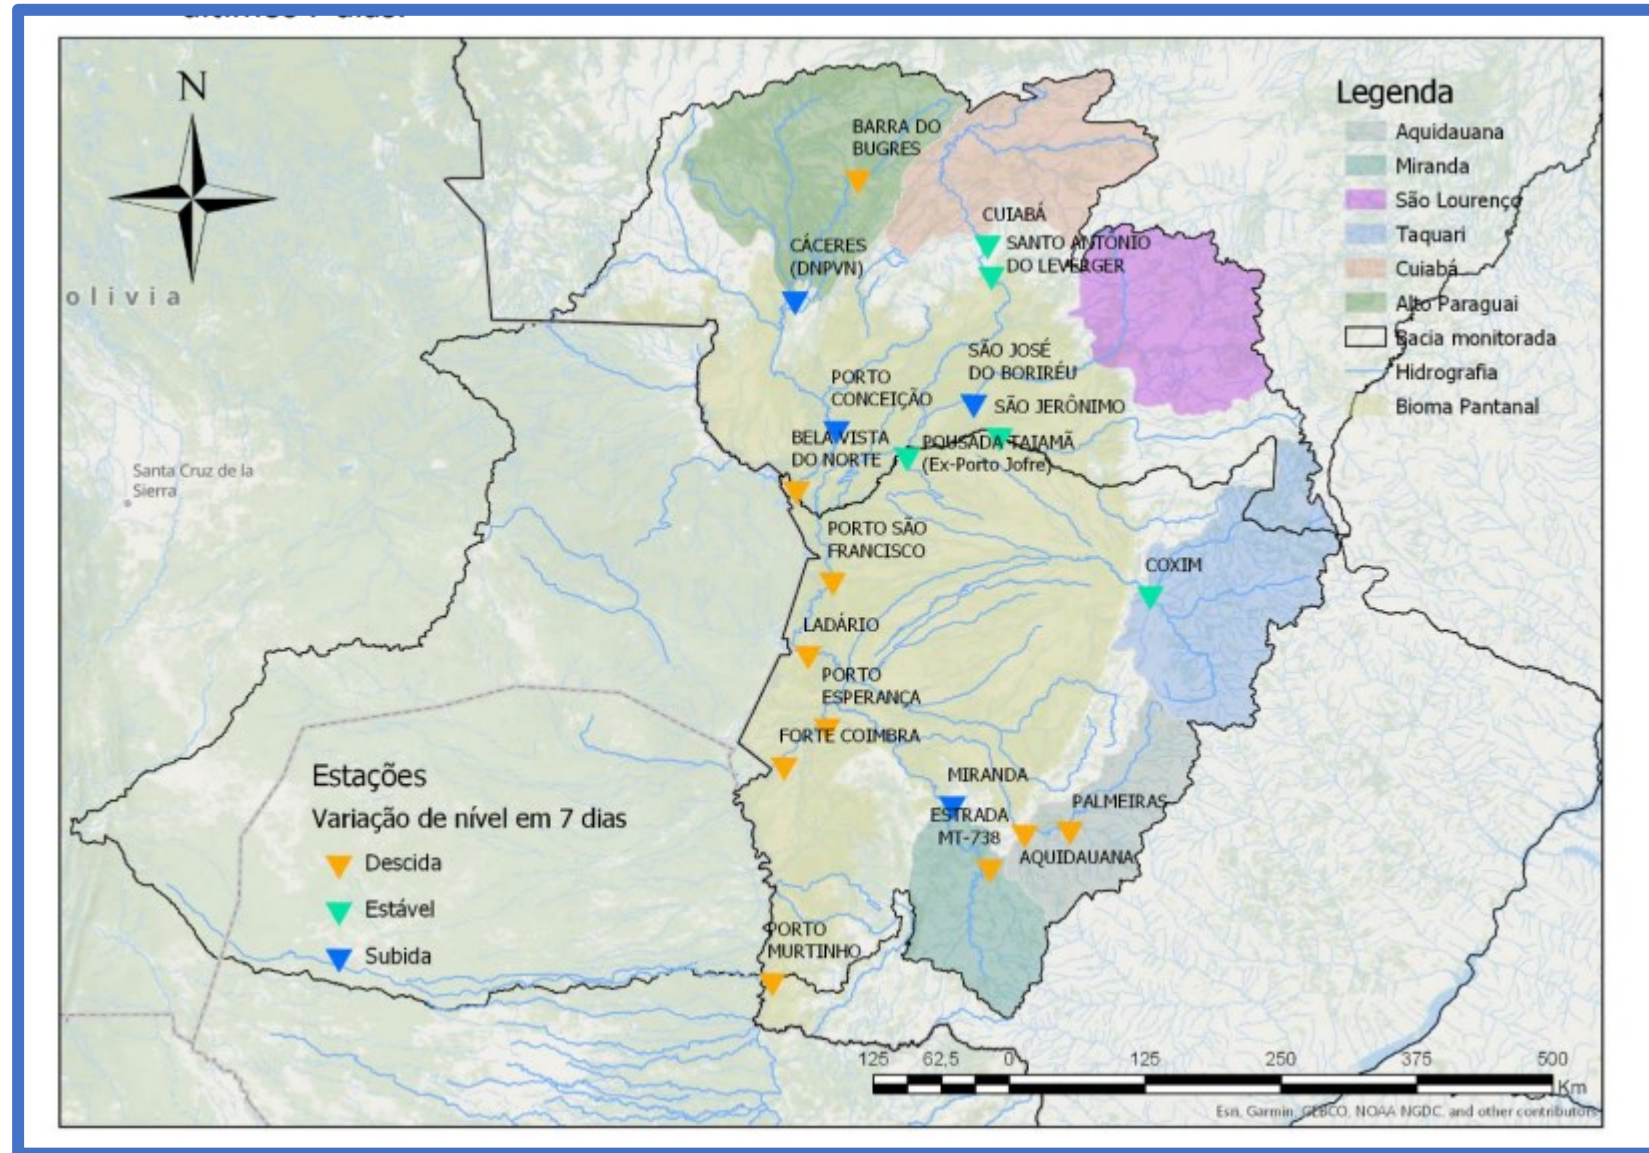 N
Legenda
Aquidauana
Miranda
São Lourenço
Taquari
Cuiabá
Alto Paraguai
Bacia monitorada
Hidrografia
Bioma Pantanal
BARRA DO
BUGRES
CUIABÁ
SANTO ANTONIO
DO LEVERGER
CÁCERES
(DNPVN)
olivia
SÃO JOSÉ
DO BORIRÉU
PORTO
CONCEIÇÃO
SÃO JERÔNIMO
BELA VISTA
DO NORTE
POUSADA TAIAMÃ
(Ex-Porto Jofre)
Santa Cruz de la
Sierra
PORTO SÃO
FRANCISCO
COXIM
LADÁRIO
PORTO
ESPERANÇA
FORTE COIMBRA
MIRANDA
ESTRADA
MT-738
PALMEIRAS
AQUIDAUANA
Estações
Variação de nível em 7 dias
Descida
Estável
Subida
PORTO
MURTINHO
125 62,5 0 125 250 375 500
Km
Esri, Garmin, GEBCO, NOAA NGDC, and other contributors